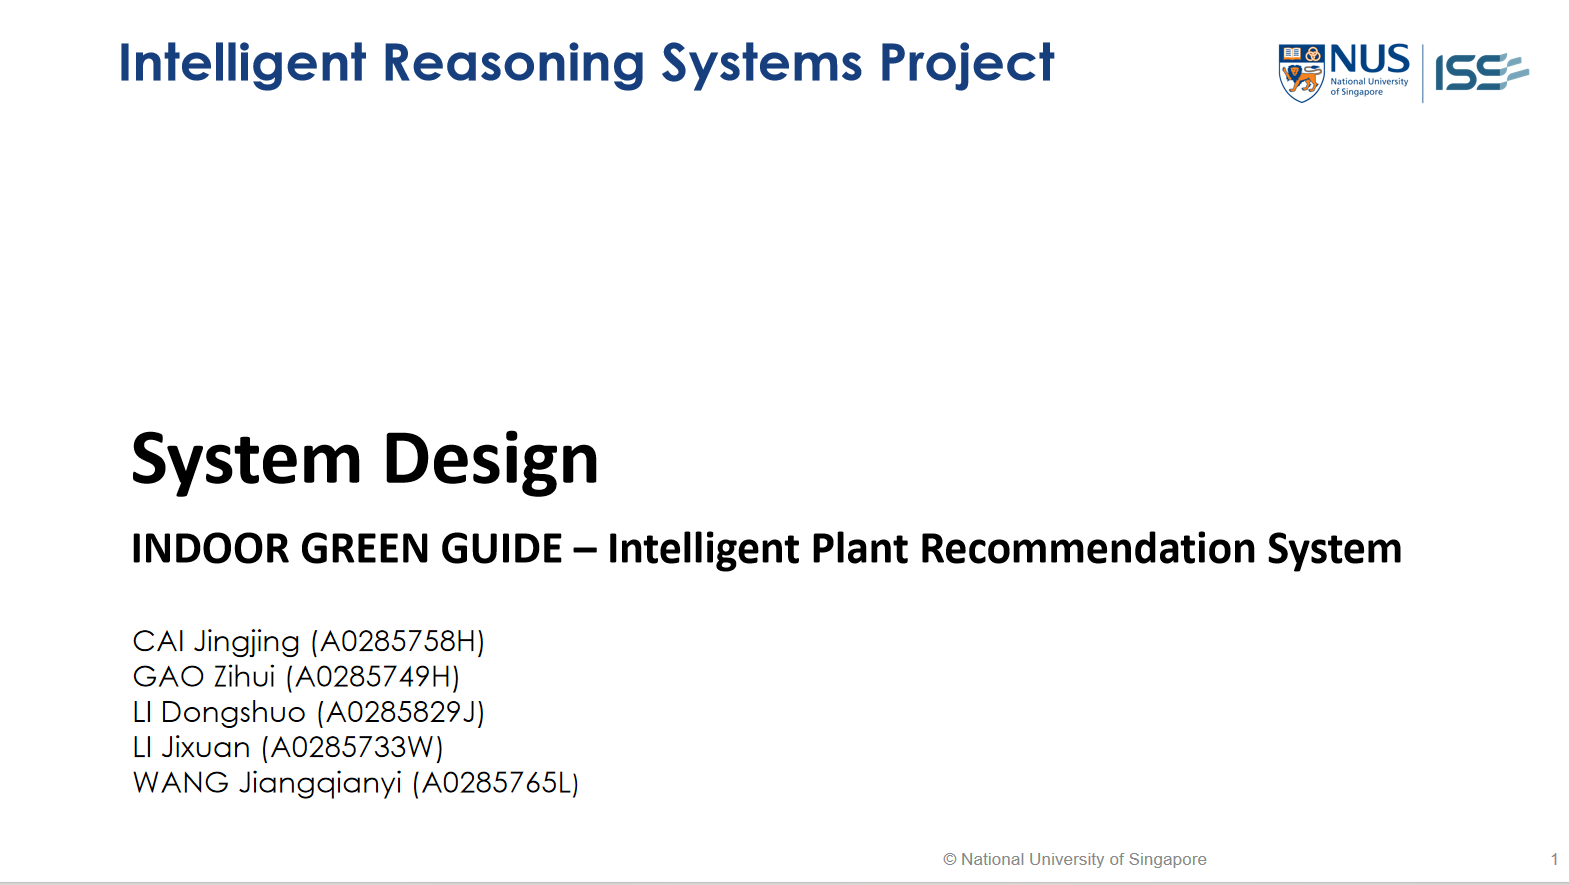 Intelligent Reasoning Systems Project
NUS
National University
of Singapore
ISS
System Design
INDOOR GREEN GUIDE – Intelligent Plant Recommendation System
CAI Jingjing (A0285758H)
GAO Zihui (A0285749H)
LI Dongshuo (A0285829J)
LI Jixuan (A0285733W)
WANG Jiangqianyi (A0285765L)
© National University of Singapore
1